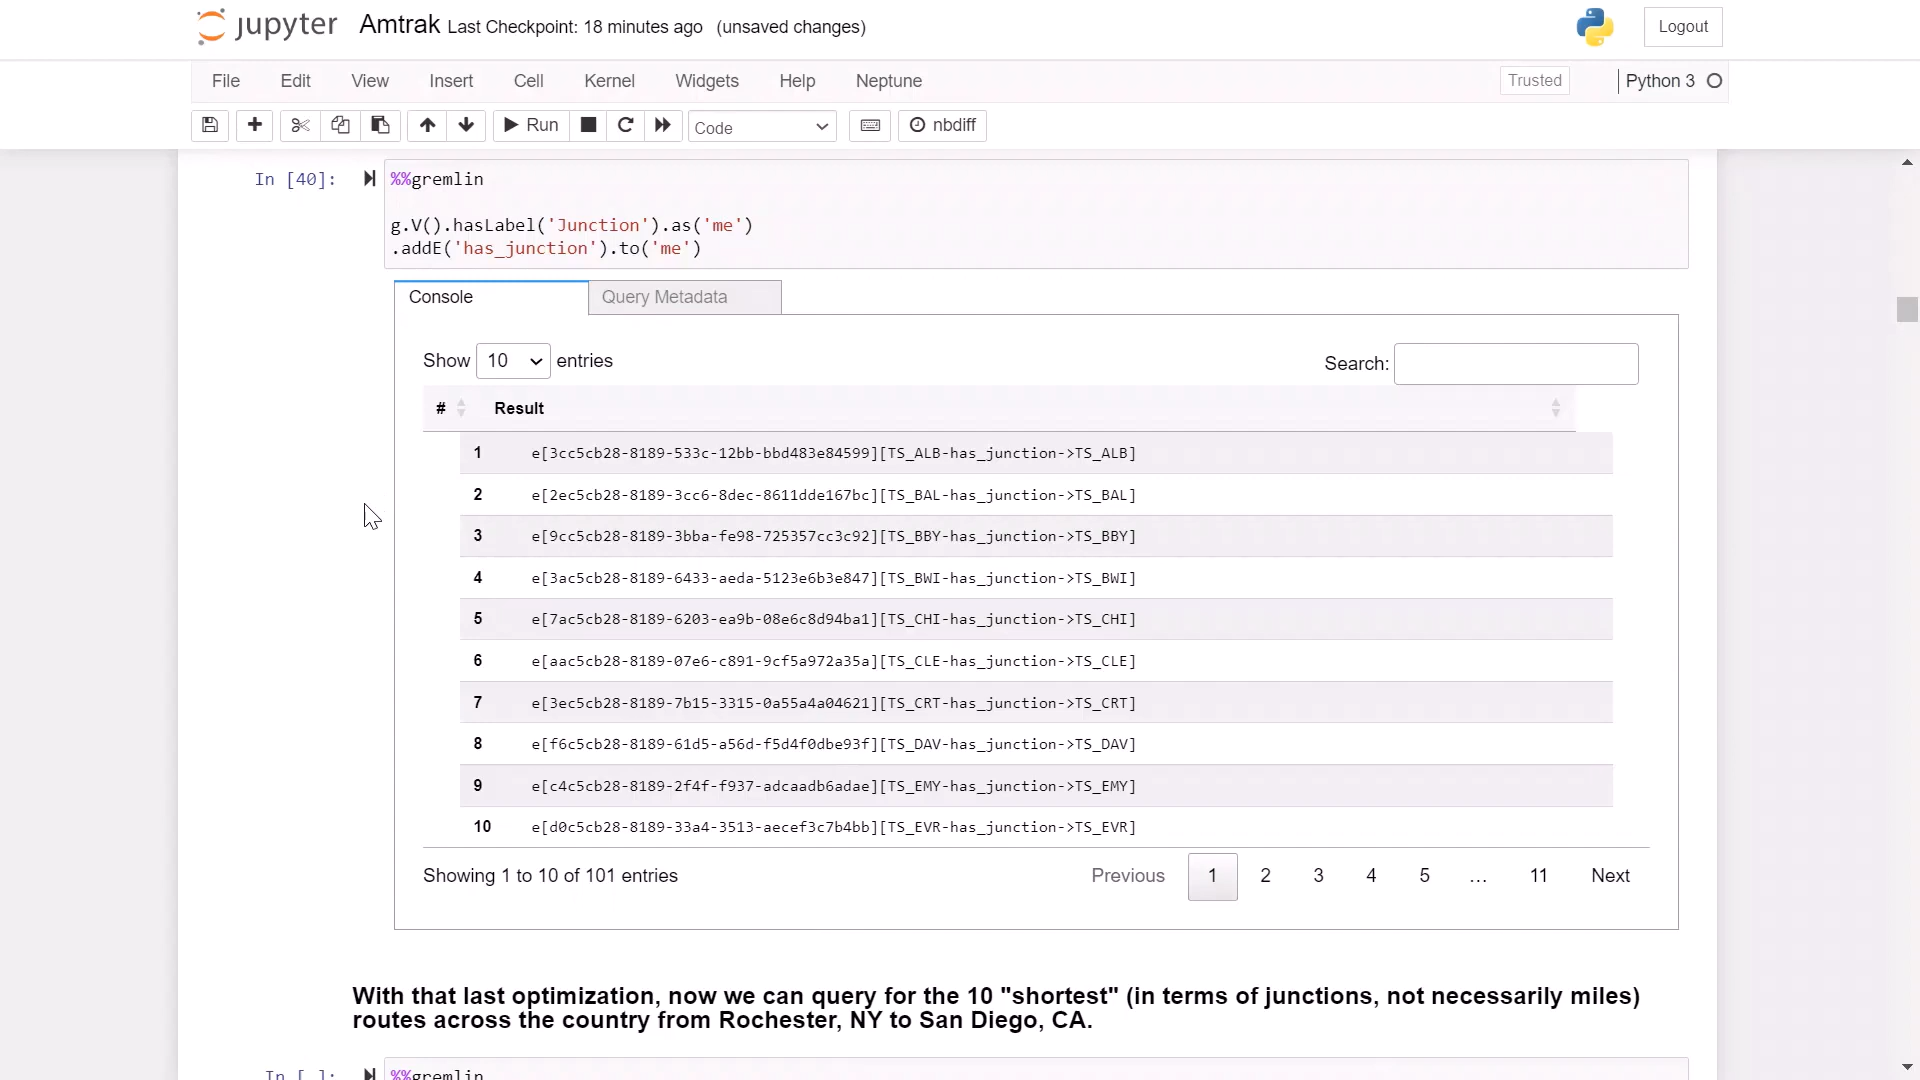 jupyter Amtrak Last Checkpoint: 18 minutes ago (unsaved changes) Logout
File Edit View Insert Cell Kernel Widgets Help Neptune Trusted Python 3
Run Code nbdiff
In [40]: %%gremlin
g.V().hasLabel('Junction').as('me')
.addE('has_junction').to('me')
Console Query Metadata
Show 10 entries Search:
# Result
1 e[3cc5cb28-8189-533c-12bb-bbd483e84599][TS_ALB-has_junction->TS_ALB]
2 e[2ec5cb28-8189-3cc6-8dec-8611dde167bc][TS_BAL-has_junction->TS_BAL]
3 e[9cc5cb28-8189-3bba-fe98-725357cc3c92][TS_BBY-has_junction->TS_BBY]
4 e[3ac5cb28-8189-6433-aeda-5123e6b3e847][TS_BWI-has_junction->TS_BWI]
5 e[7ac5cb28-8189-6203-ea9b-08e6c8d94ba1][TS_CHI-has_junction->TS_CHI]
6 e[aac5cb28-8189-07e6-c891-9cf5a972a35a][TS_CLE-has_junction->TS_CLE]
7 e[3ec5cb28-8189-7b15-3315-0a55a4a04621][TS_CRT-has_junction->TS_CRT]
8 e[f6c5cb28-8189-61d5-a56d-f5d4f0dbe93f][TS_DAV-has_junction->TS_DAV]
9 e[c4c5cb28-8189-2f4f-f937-adcaadb6adae][TS_EMY-has_junction->TS_EMY]
10 e[d0c5cb28-8189-33a4-3513-aecef3c7b4bb][TS_EVR-has_junction->TS_EVR]
Showing 1 to 10 of 101 entries Previous 1 2 3 4 5 … 11 Next
With that last optimization, now we can query for the 10 "shortest" (in terms of junctions, not necessarily miles)
routes across the country from Rochester, NY to San Diego, CA.
In [ ]: %%gremlin